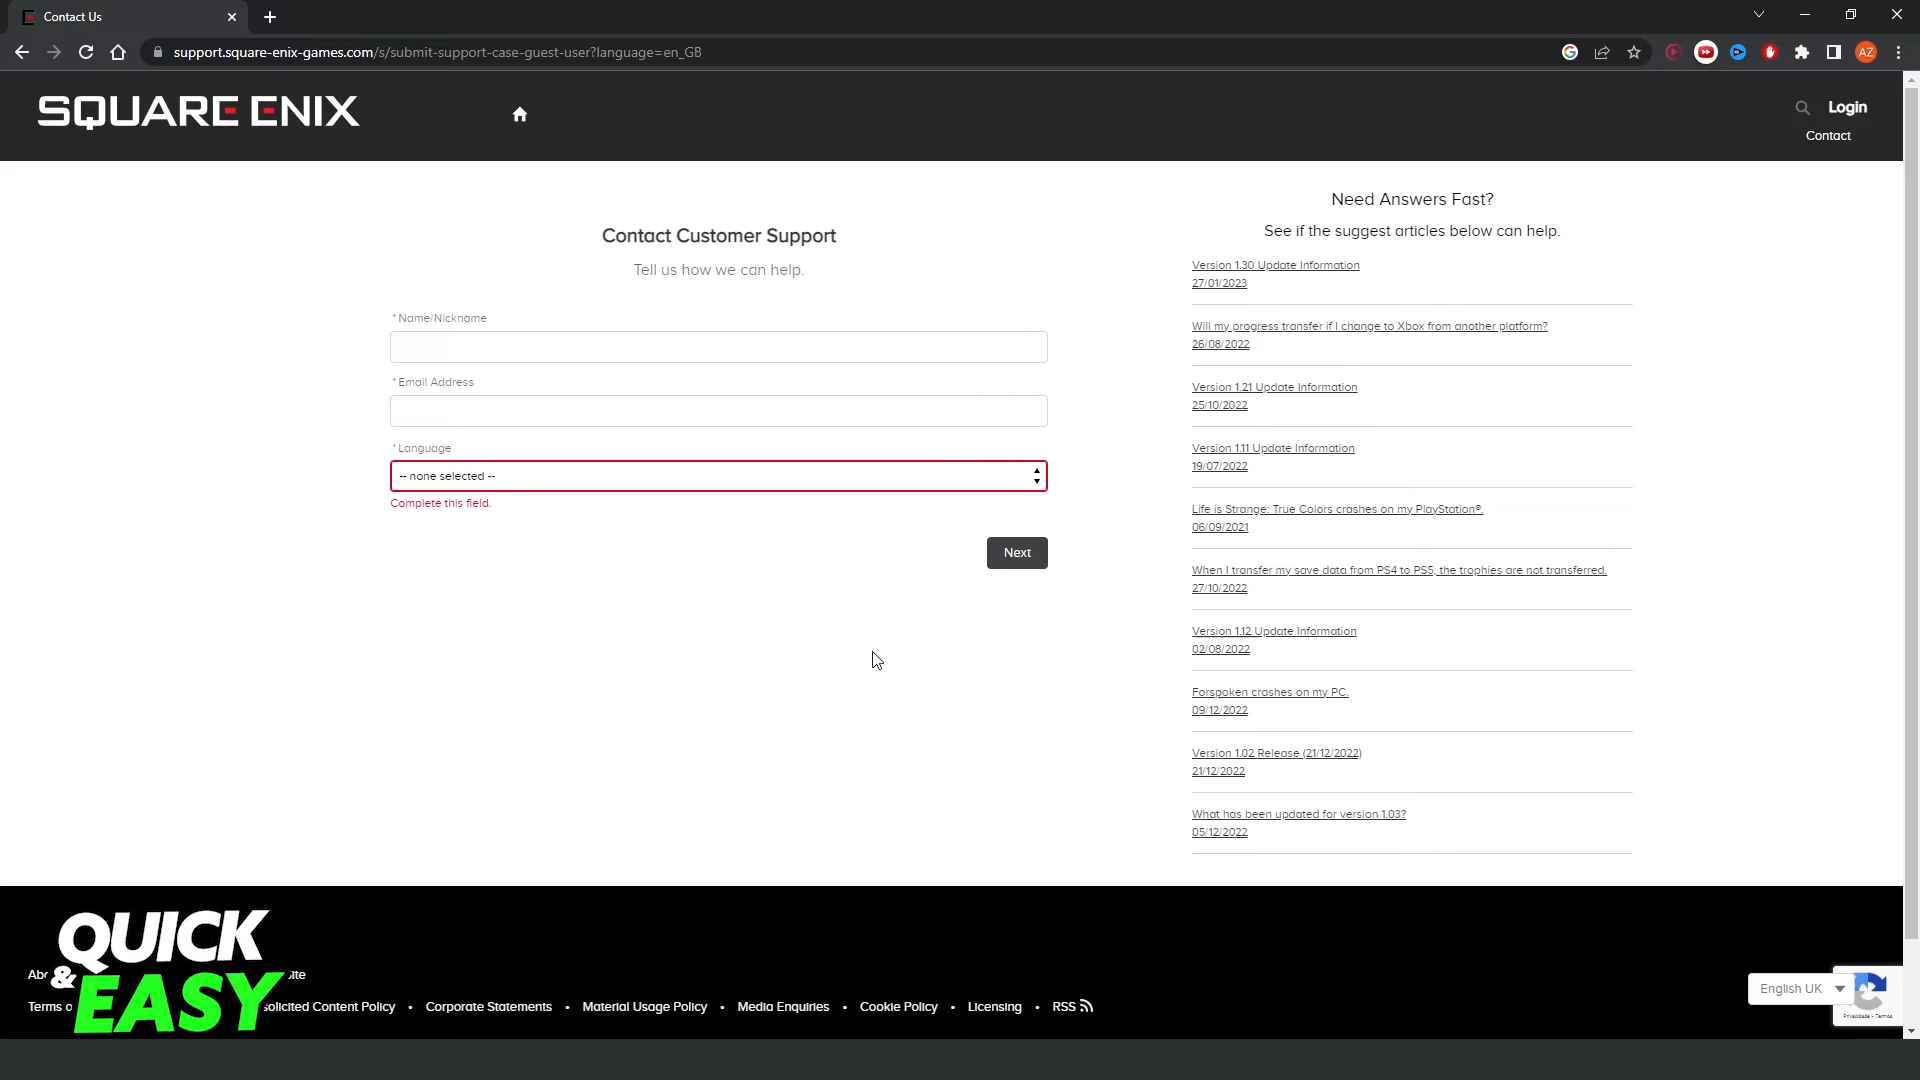 Contact Us
support.square-enix-games.com/s/submit-support-case-guest-user?language=en_GB
AZ
SQUARE ENIX
Login
Contact
Contact Customer Support
Tell us how we can help.
*Name/Nickname
*Email Address
*Language
-- none selected --
Complete this field.
Next
Need Answers Fast?
See if the suggest articles below can help.
Version 1.30 Update Information
27/01/2023
Will my progress transfer if I change to Xbox from another platform?
26/08/2022
Version 1.21 Update Information
25/10/2022
Version 1.11 Update Information
19/07/2022
Life is Strange: True Colors crashes on my PlayStation®.
06/09/2021
When I transfer my save data from PS4 to PS5, the trophies are not transferred.
27/10/2022
Version 1.12 Update Information
02/08/2022
Forspoken crashes on my PC.
09/12/2022
Version 1.02 Release (21/12/2022)
21/12/2022
What has been updated for version 1.03?
05/12/2022
QUICK
& EASY
Terms • Content Policy • Corporate Statements • Material Usage Policy • Media Enquiries • Cookie Policy • Licensing • RSS
English UK
Privacidade - Termos